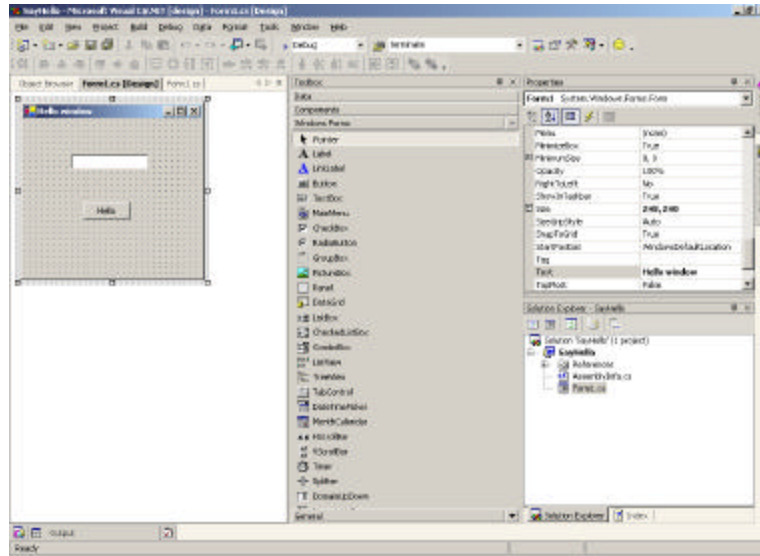 SayHello - Microsoft Visual C#.NET [design] - Form1.cs [Design]
File Edit View Project Build Debug Data Format Tools Window Help
Debug
terminate
Object Browser Form1.cs [Design] Form1.cs
Hello window
Hello
Toolbox
Data
Components
Windows Forms
Pointer
Label
LinkLabel
Button
TextBox
MainMenu
CheckBox
RadioButton
GroupBox
PictureBox
Panel
DataGrid
ListBox
CheckedListBox
ComboBox
ListView
TreeView
TabControl
DateTimePicker
MonthCalendar
HScrollBar
VScrollBar
Timer
Splitter
DomainUpDown
General
Properties
Form1 System.Windows.Forms.Form
Menu (none)
MinimizeBox True
MinimumSize 0, 0
Opacity 100%
RightToLeft No
ShowInTaskbar True
Size 240, 240
SizeGripStyle Auto
SnapToGrid True
StartPosition WindowsDefaultLocation
Tag
Text Hello window
TopMost False
Solution Explorer - SayHello
Solution 'SayHello' (1 project)
SayHello
References
AssemblyInfo.cs
Form1.cs
Solution Explorer Index
Output
Ready